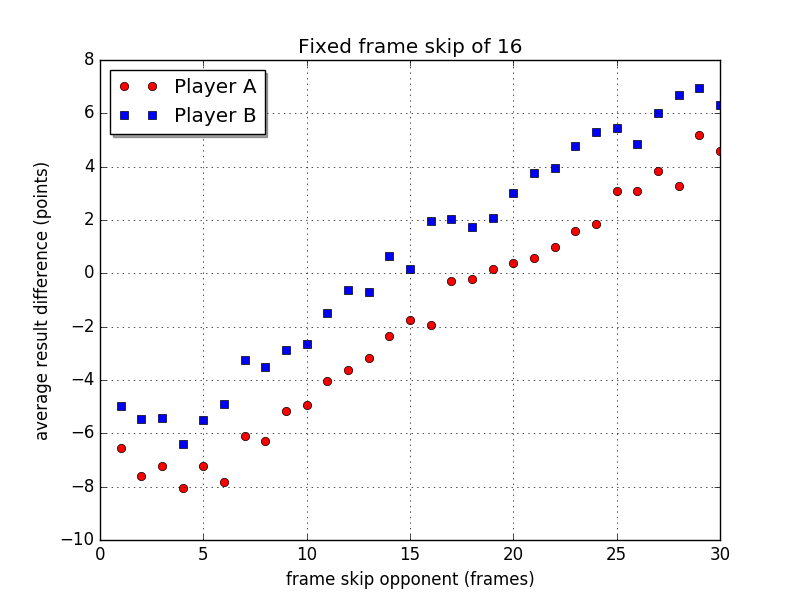 Fixed frame skip of 16
Player A
Player B
8
6
4
2
0
−2
−4
−6
−8
−10
average result difference (points)
0 5 10 15 20 25 30
frame skip opponent (frames)